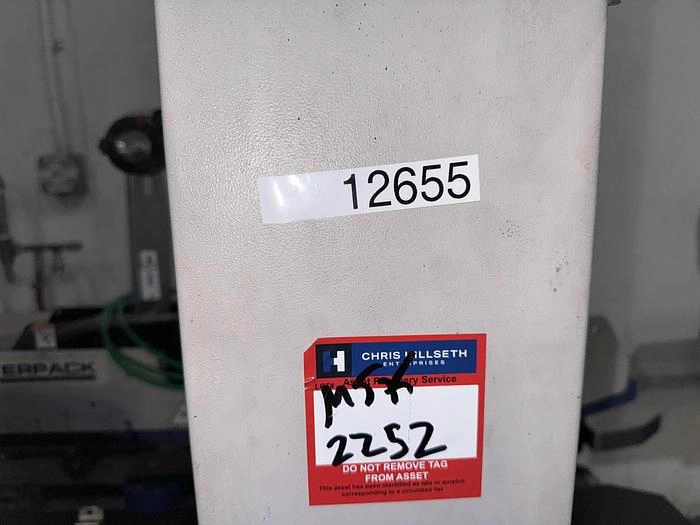 12655
ERPACK
CHRIS HILLSETH
ENTERPRISES
LOT# Asset Recovery Service
2252
DO NOT REMOVE TAG
FROM ASSET
This asset has been identified as idle or surplus
corresponding to a circulated list